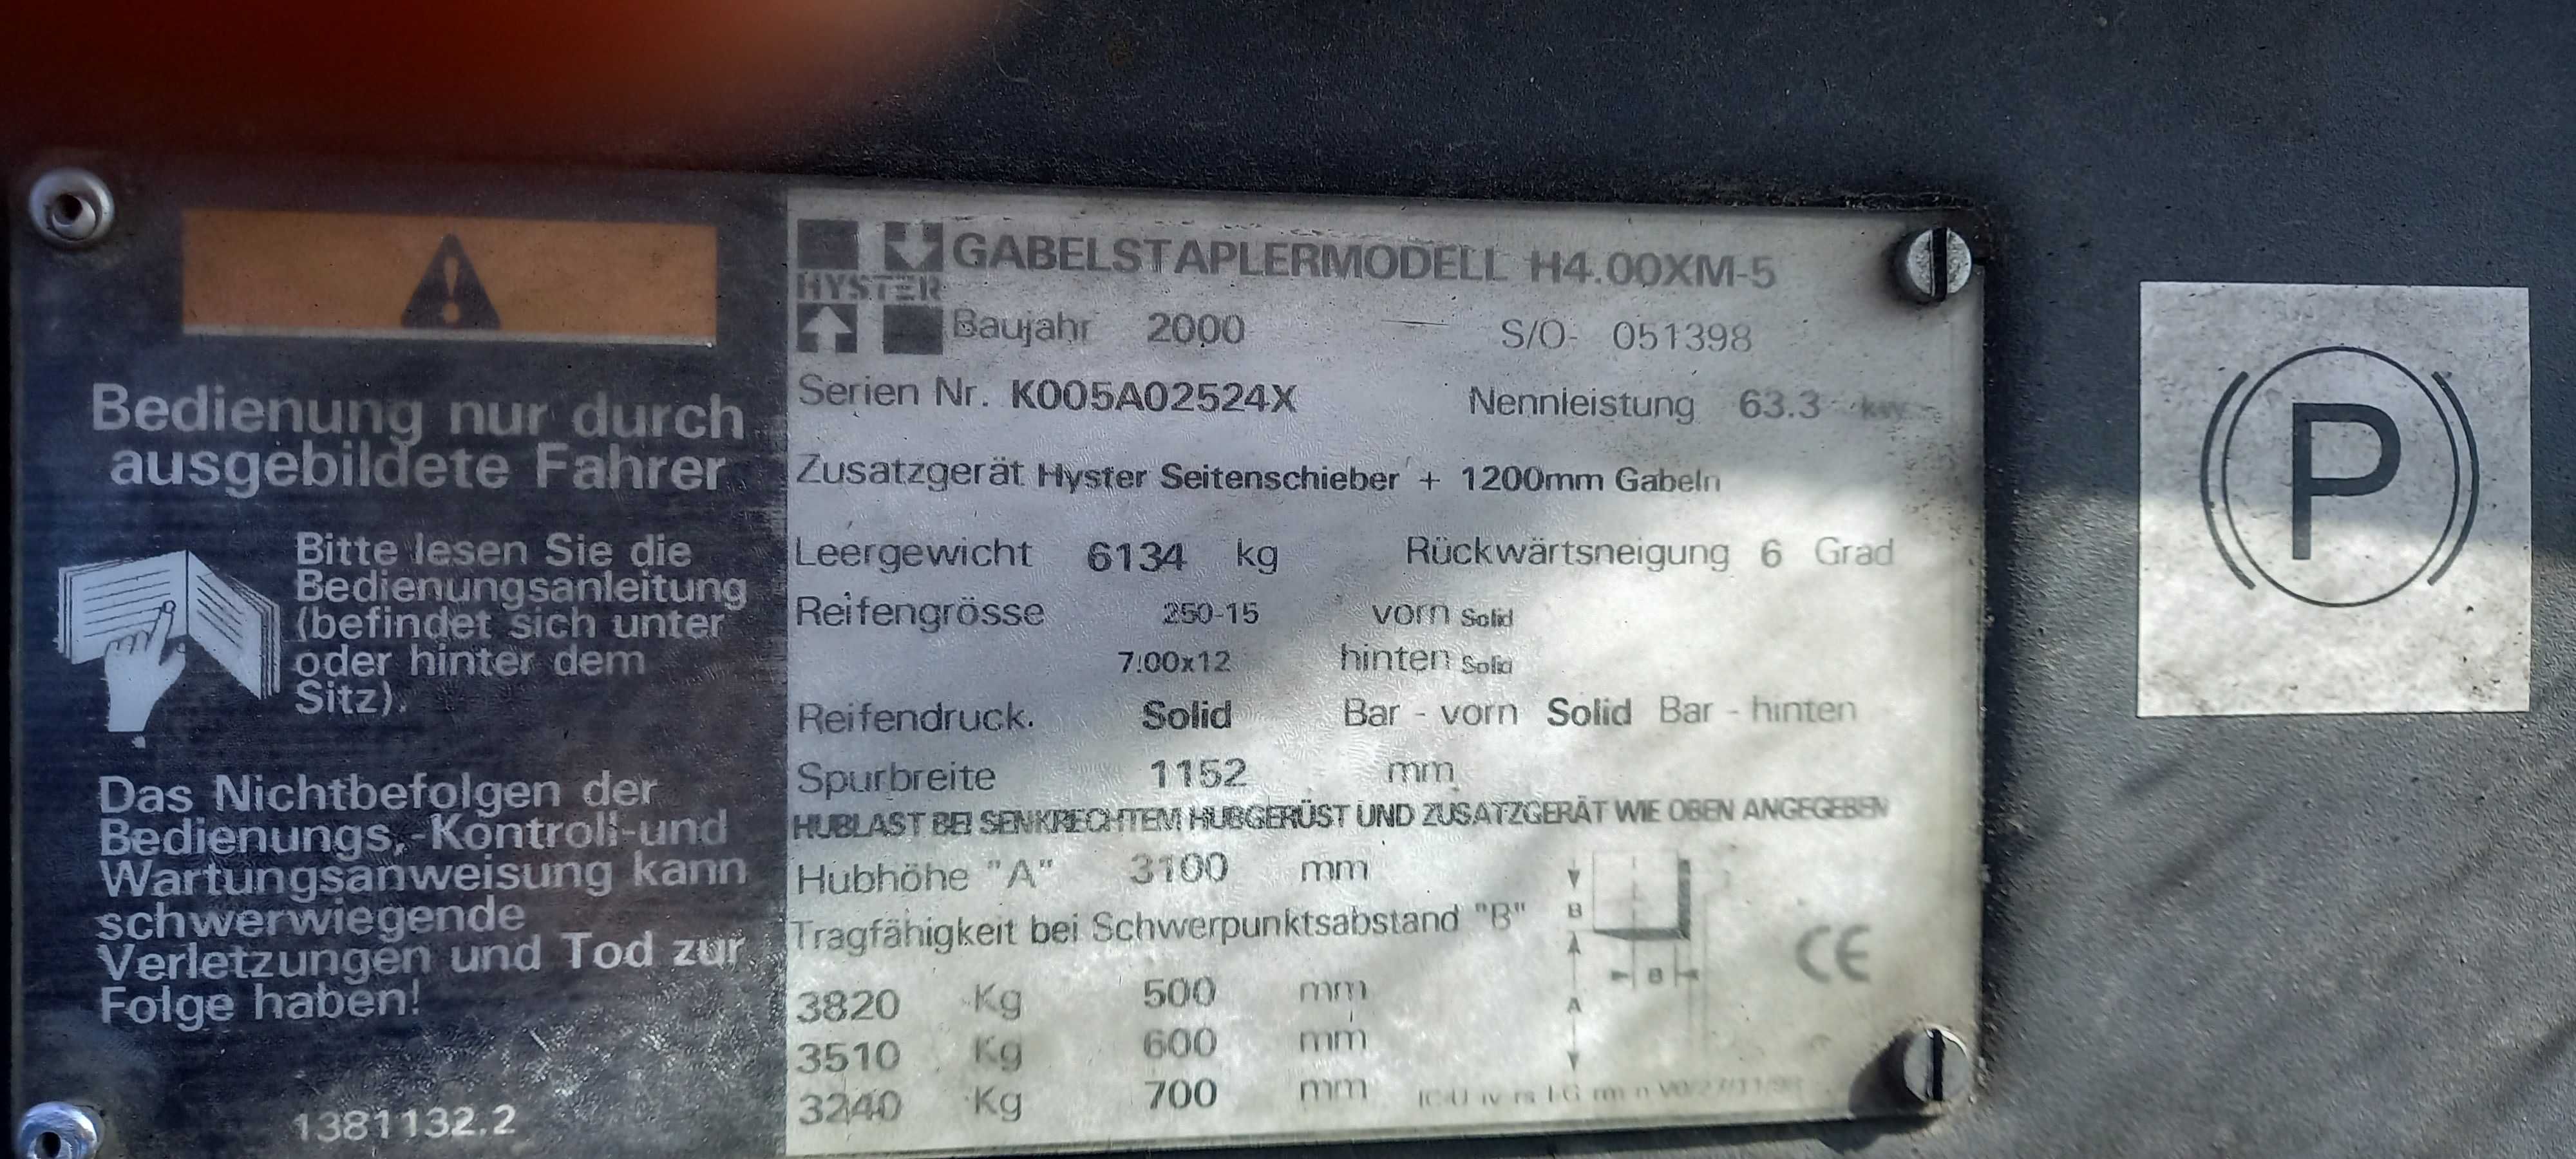 Bedienung nur durch
ausgebildete Fahrer
Bitte lesen Sie die
Bedienungsanleitung
(befindet sich unter
oder hinter dem
Sitz).
Das Nichtbefolgen der
Bedienungs,-Kontroll-und
Wartungsanweisung kann
schwerwiegende
Verletzungen und Tod zur
Folge haben!
1381132.2
HYSTER
GABELSTAPLERMODELL H4.00XM-5
Baujahr 2000 S/O- 051398
Serien Nr. K005A02524X Nennleistung 63.3 kw
Zusatzgerät Hyster Seitenschieber + 1200mm Gabeln
Leergewicht 6134 kg Rückwärtsneigung 6 Grad
Reifengrösse 250-15 vorn Solid
7.00x12 hinten Solid
Reifendruck. Solid Bar - vorn Solid Bar - hinten
Spurbreite 1152 mm
HUBLAST BEI SENKRECHTEM HUBGERÜST UND ZUSATZGERÄT WIE OBEN ANGEGEBEN
Hubhöhe "A" 3100 mm
Tragfähigkeit bei Schwerpunktsabstand "B"
3820 Kg 500 mm
3510 Kg 600 mm
3240 Kg 700 mm
B
B
A
CE
P